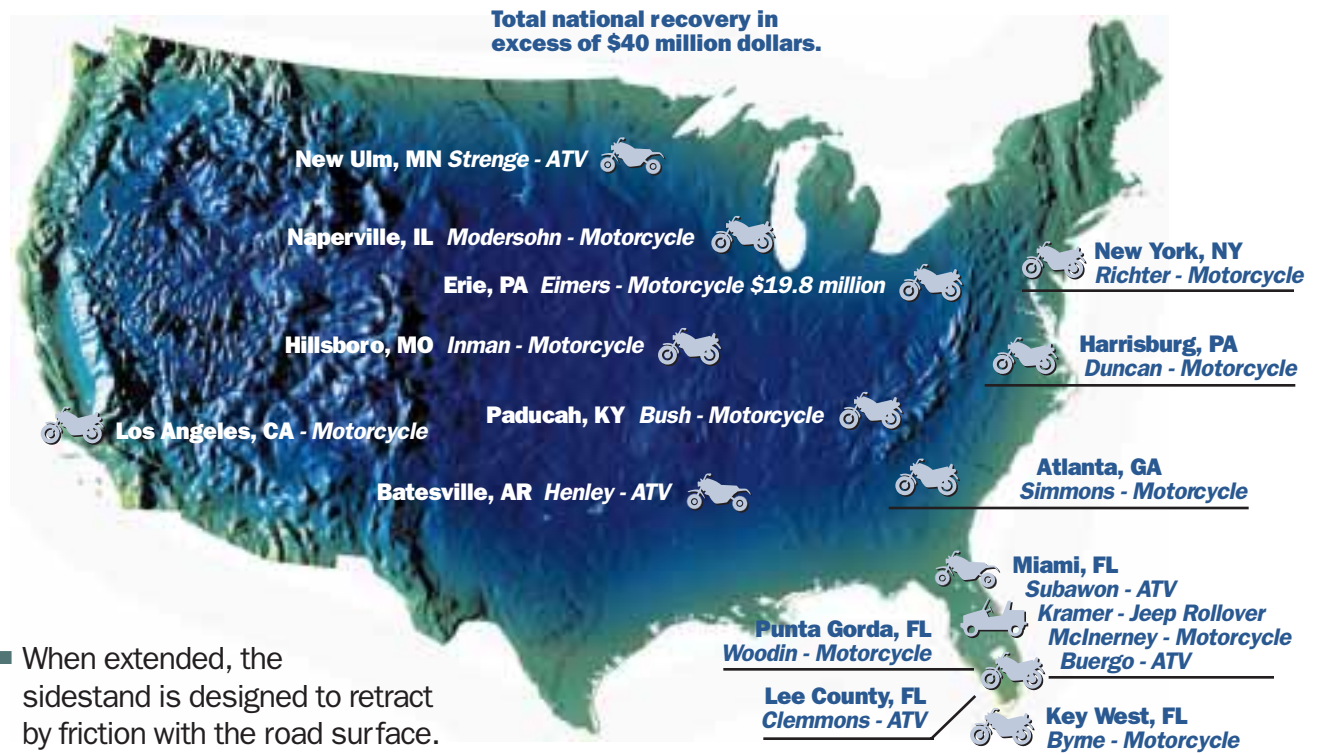 Total national recovery in
excess of $40 million dollars.
New Ulm, MN Strenge - ATV
Naperville, IL Modersohn - Motorcycle
New York, NY
Richter - Motorcycle
Erie, PA Eimers - Motorcycle $19.8 million
Hillsboro, MO Inman - Motorcycle
Harrisburg, PA
Duncan - Motorcycle
Paducah, KY Bush - Motorcycle
Los Angeles, CA - Motorcycle
Atlanta, GA
Simmons - Motorcycle
Batesville, AR Henley - ATV
Miami, FL
Subawon - ATV
Kramer - Jeep Rollover
McInerney - Motorcycle
Buergo - ATV
Punta Gorda, FL
Woodin - Motorcycle
Lee County, FL
Clemmons - ATV
Key West, FL
Byrne - Motorcycle
■ When extended, the
sidestand is designed to retract
by friction with the road surface.